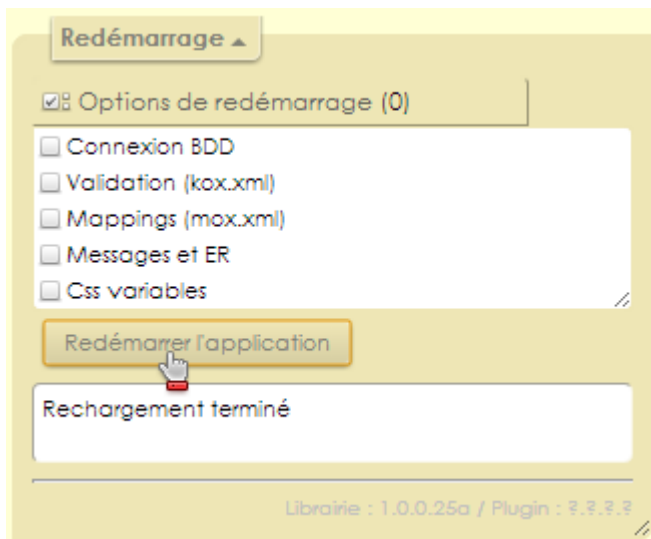 Redémarrage
Options de redémarrage (0)
Connexion BDD
Validation (kox.xml)
Mappings (mox.xml)
Messages et ER
Css variables
Redémarrer l'application
Rechargement terminé
Librairie : 1.0.0.25a / Plugin : ?.?.?.?